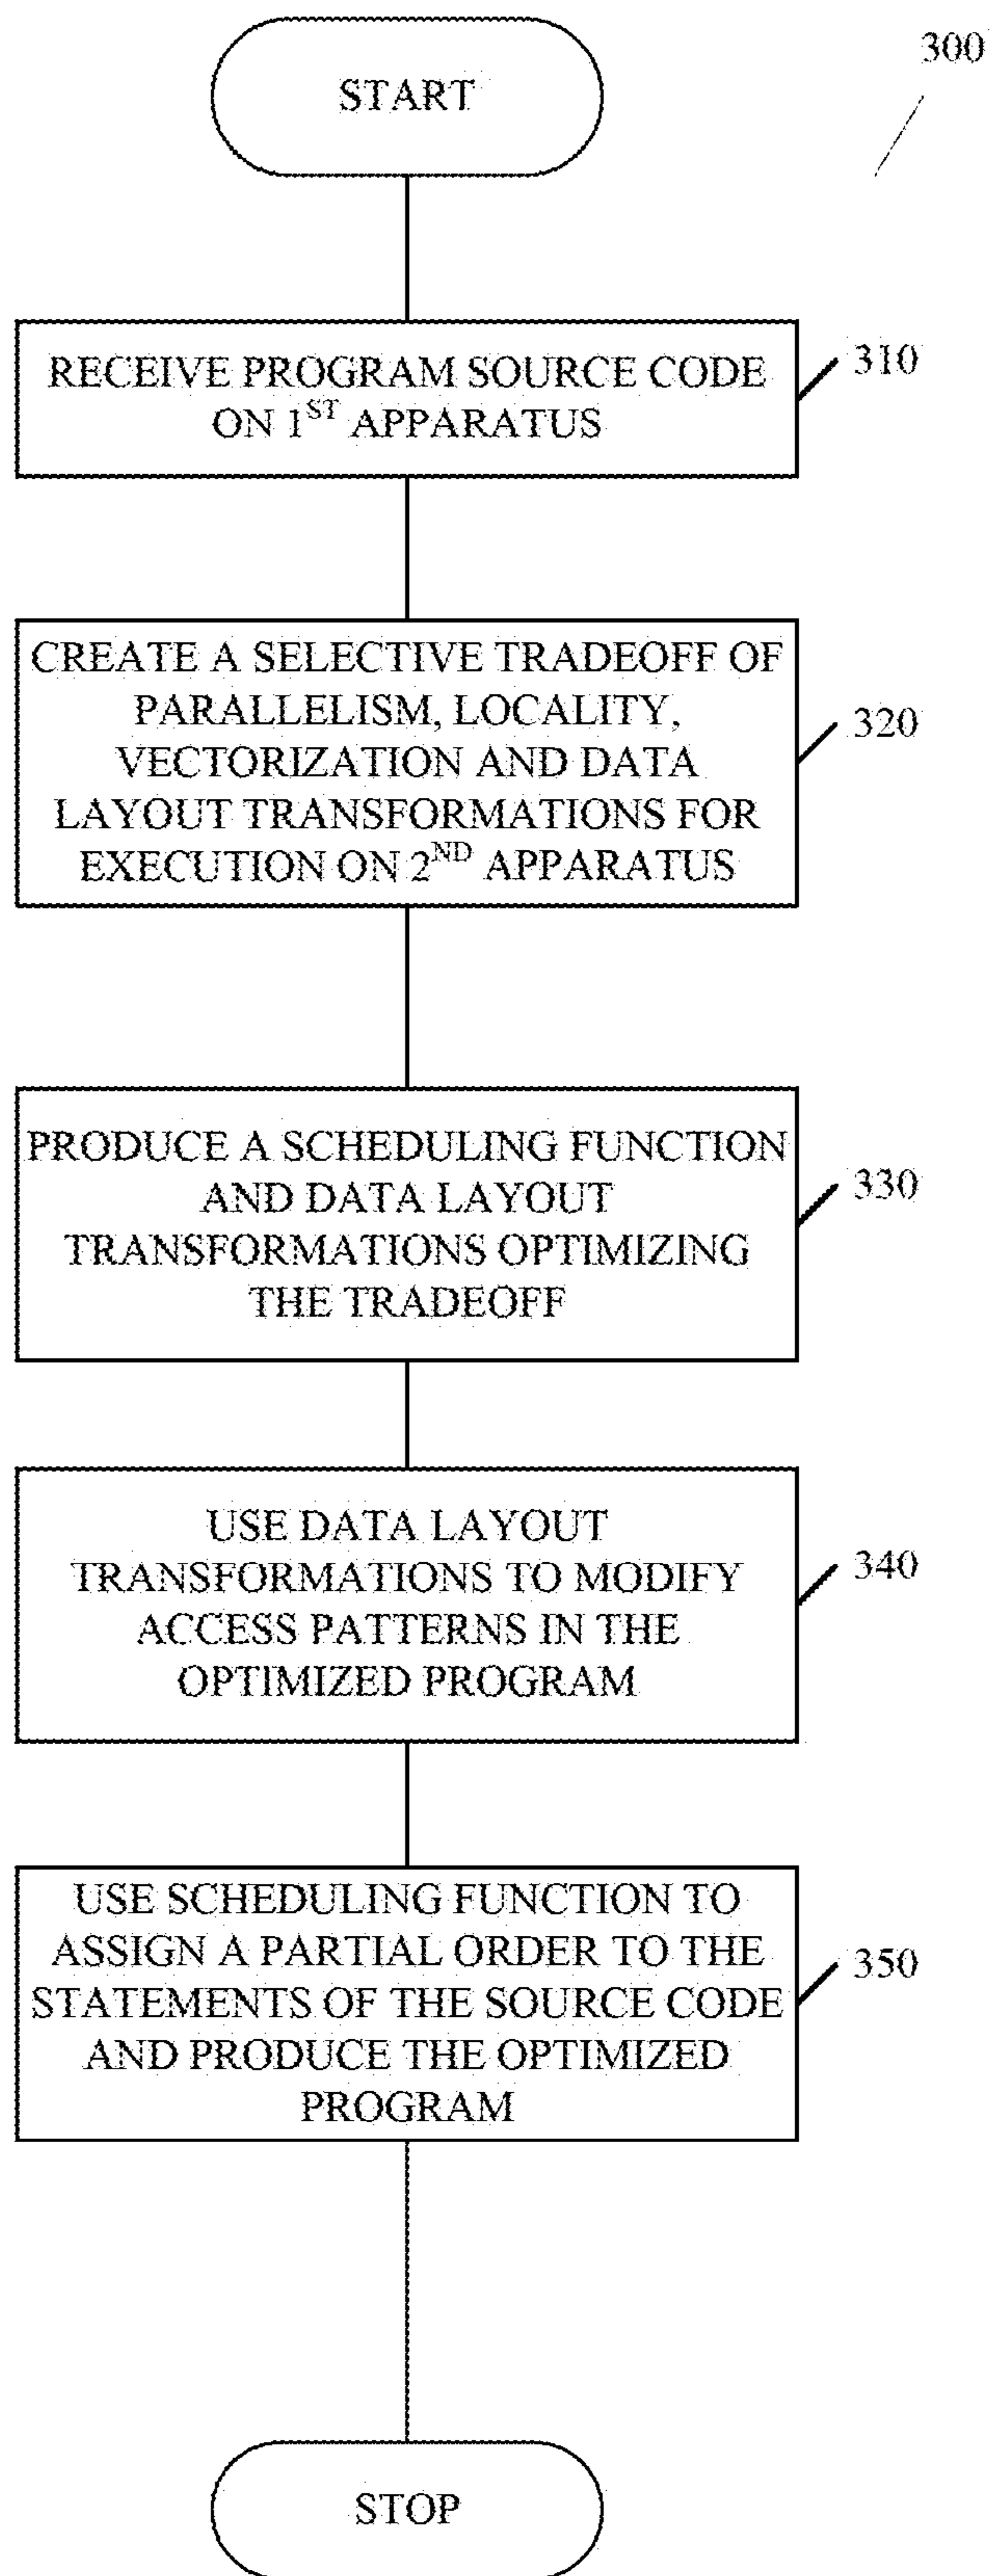 START
300
RECEIVE PROGRAM SOURCE CODE
ON 1ST APPARATUS
310
CREATE A SELECTIVE TRADEOFF OF
PARALLELISM, LOCALITY,
VECTORIZATION AND DATA
LAYOUT TRANSFORMATIONS FOR
EXECUTION ON 2ND APPARATUS
320
PRODUCE A SCHEDULING FUNCTION
AND DATA LAYOUT
TRANSFORMATIONS OPTIMIZING
THE TRADEOFF
330
USE DATA LAYOUT
TRANSFORMATIONS TO MODIFY
ACCESS PATTERNS IN THE
OPTIMIZED PROGRAM
340
USE SCHEDULING FUNCTION TO
ASSIGN A PARTIAL ORDER TO THE
STATEMENTS OF THE SOURCE CODE
AND PRODUCE THE OPTIMIZED
PROGRAM
350
STOP